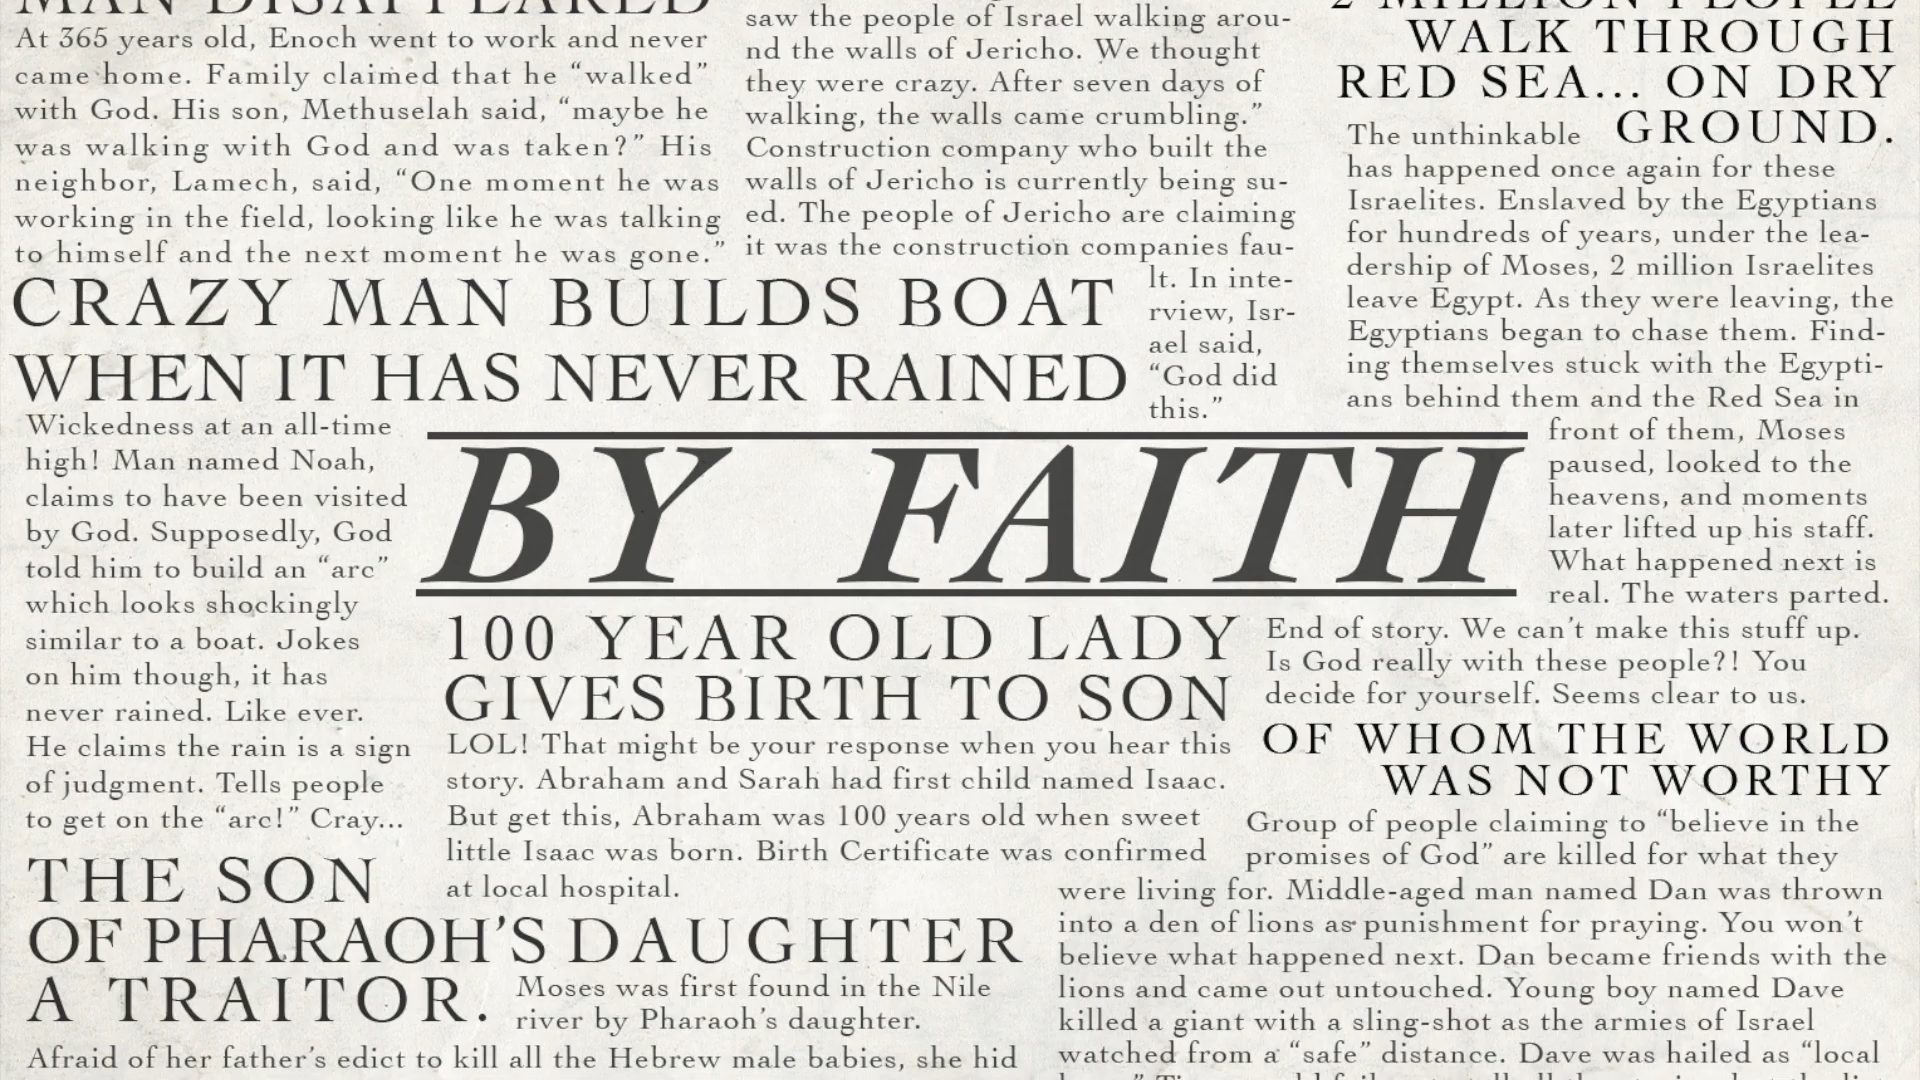 MAN DISAPPEARED
At 365 years old, Enoch went to work and never
came home. Family claimed that he “walked”
with God. His son, Methuselah said, “maybe he
was walking with God and was taken?” His
neighbor, Lamech, said, “One moment he was
working in the field, looking like he was talking
to himself and the next moment he was gone.”
saw the people of Israel walking arou-
nd the walls of Jericho. We thought
they were crazy. After seven days of
walking, the walls came crumbling.”
Construction company who built the
walls of Jericho is currently being su-
ed. The people of Jericho are claiming
it was the construction companies fau-
lt. In inte-
rview, Isr-
ael said,
“God did
this.”
2 MILLION PEOPLE
WALK THROUGH
RED SEA... ON DRY
GROUND.
The unthinkable
has happened once again for these
Israelites. Enslaved by the Egyptians
for hundreds of years, under the lea-
dership of Moses, 2 million Israelites
leave Egypt. As they were leaving, the
Egyptians began to chase them. Find-
ing themselves stuck with the Egypti-
ans behind them and the Red Sea in
front of them, Moses
paused, looked to the
heavens, and moments
later lifted up his staff.
What happened next is
real. The waters parted.
End of story. We can’t make this stuff up.
Is God really with these people?! You
decide for yourself. Seems clear to us.
CRAZY MAN BUILDS BOAT
WHEN IT HAS NEVER RAINED
Wickedness at an all-time
high! Man named Noah,
claims to have been visited
by God. Supposedly, God
told him to build an “arc”
which looks shockingly
similar to a boat. Jokes
on him though, it has
never rained. Like ever.
He claims the rain is a sign
of judgment. Tells people
to get on the “arc!” Cray...
BY FAITH
100 YEAR OLD LADY
GIVES BIRTH TO SON
LOL! That might be your response when you hear this
story. Abraham and Sarah had first child named Isaac.
But get this, Abraham was 100 years old when sweet
little Isaac was born. Birth Certificate was confirmed
at local hospital.
OF WHOM THE WORLD
WAS NOT WORTHY
Group of people claiming to “believe in the
promises of God” are killed for what they
were living for. Middle-aged man named Dan was thrown
into a den of lions as punishment for praying. You won’t
believe what happened next. Dan became friends with the
lions and came out untouched. Young boy named Dave
killed a giant with a sling-shot as the armies of Israel
watched from a “safe” distance. Dave was hailed as “local
THE SON
OF PHARAOH’S DAUGHTER
A TRAITOR.
Moses was first found in the Nile
river by Pharaoh’s daughter.
Afraid of her father’s edict to kill all the Hebrew male babies, she hid